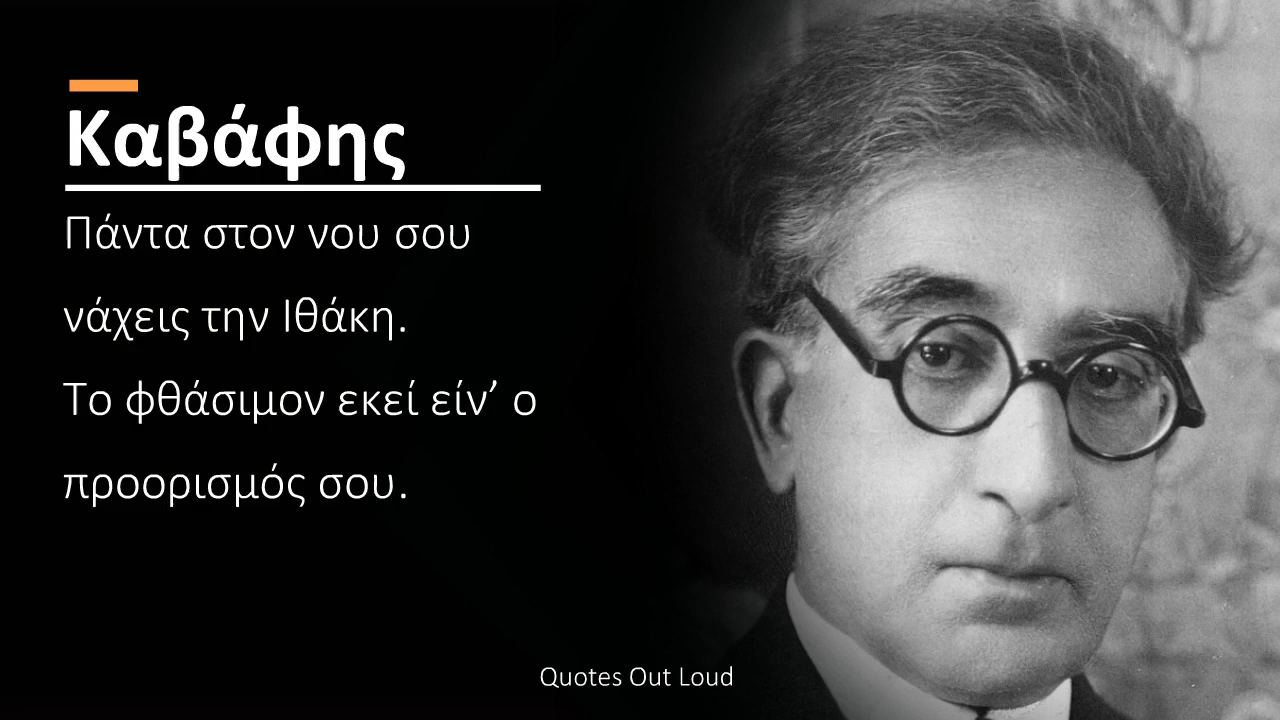 Καβάφης
Πάντα στον νου σου
νάχεις την Ιθάκη.
Το φθάσιμον εκεί είν’ ο
προορισμός σου.
Quotes Out Loud